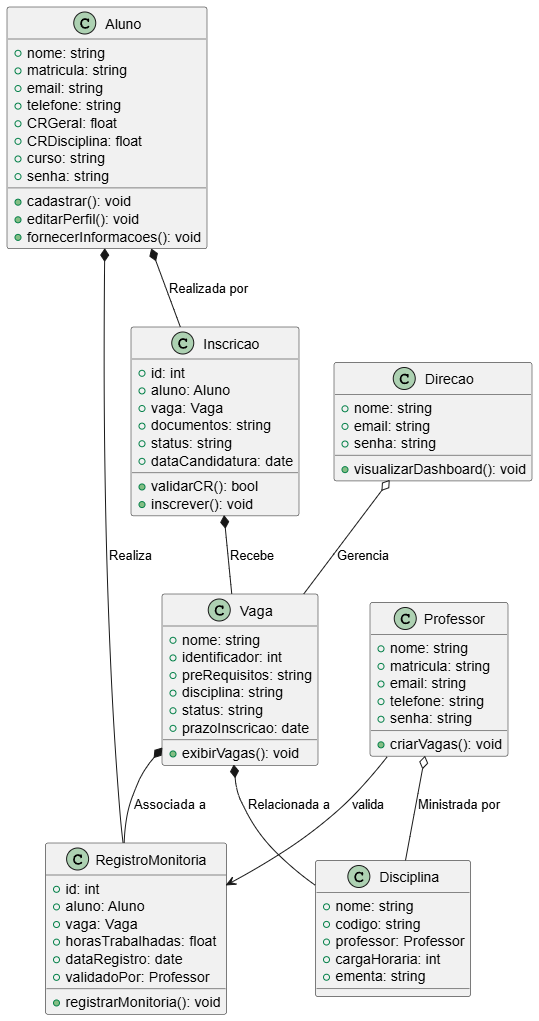 C Aluno
nome: string
matricula: string
email: string
telefone: string
CRGeral: float
CRDisciplina: float
curso: string
senha: string
cadastrar(): void
editarPerfil(): void
fornecerInformacoes(): void
Realizada por
C Inscricao
id: int
aluno: Aluno
vaga: Vaga
documentos: string
status: string
dataCandidatura: date
validarCR(): bool
inscrever(): void
C Direcao
nome: string
email: string
senha: string
visualizarDashboard(): void
Realiza
Recebe
Gerencia
C Vaga
nome: string
identificador: int
preRequisitos: string
disciplina: string
status: string
prazoInscricao: date
exibirVagas(): void
C Professor
nome: string
matricula: string
email: string
telefone: string
senha: string
criarVagas(): void
Associada a
Relacionada a
valida
Ministrada por
C RegistroMonitoria
id: int
aluno: Aluno
vaga: Vaga
horasTrabalhadas: float
dataRegistro: date
validadoPor: Professor
registrarMonitoria(): void
C Disciplina
nome: string
codigo: string
professor: Professor
cargaHoraria: int
ementa: string